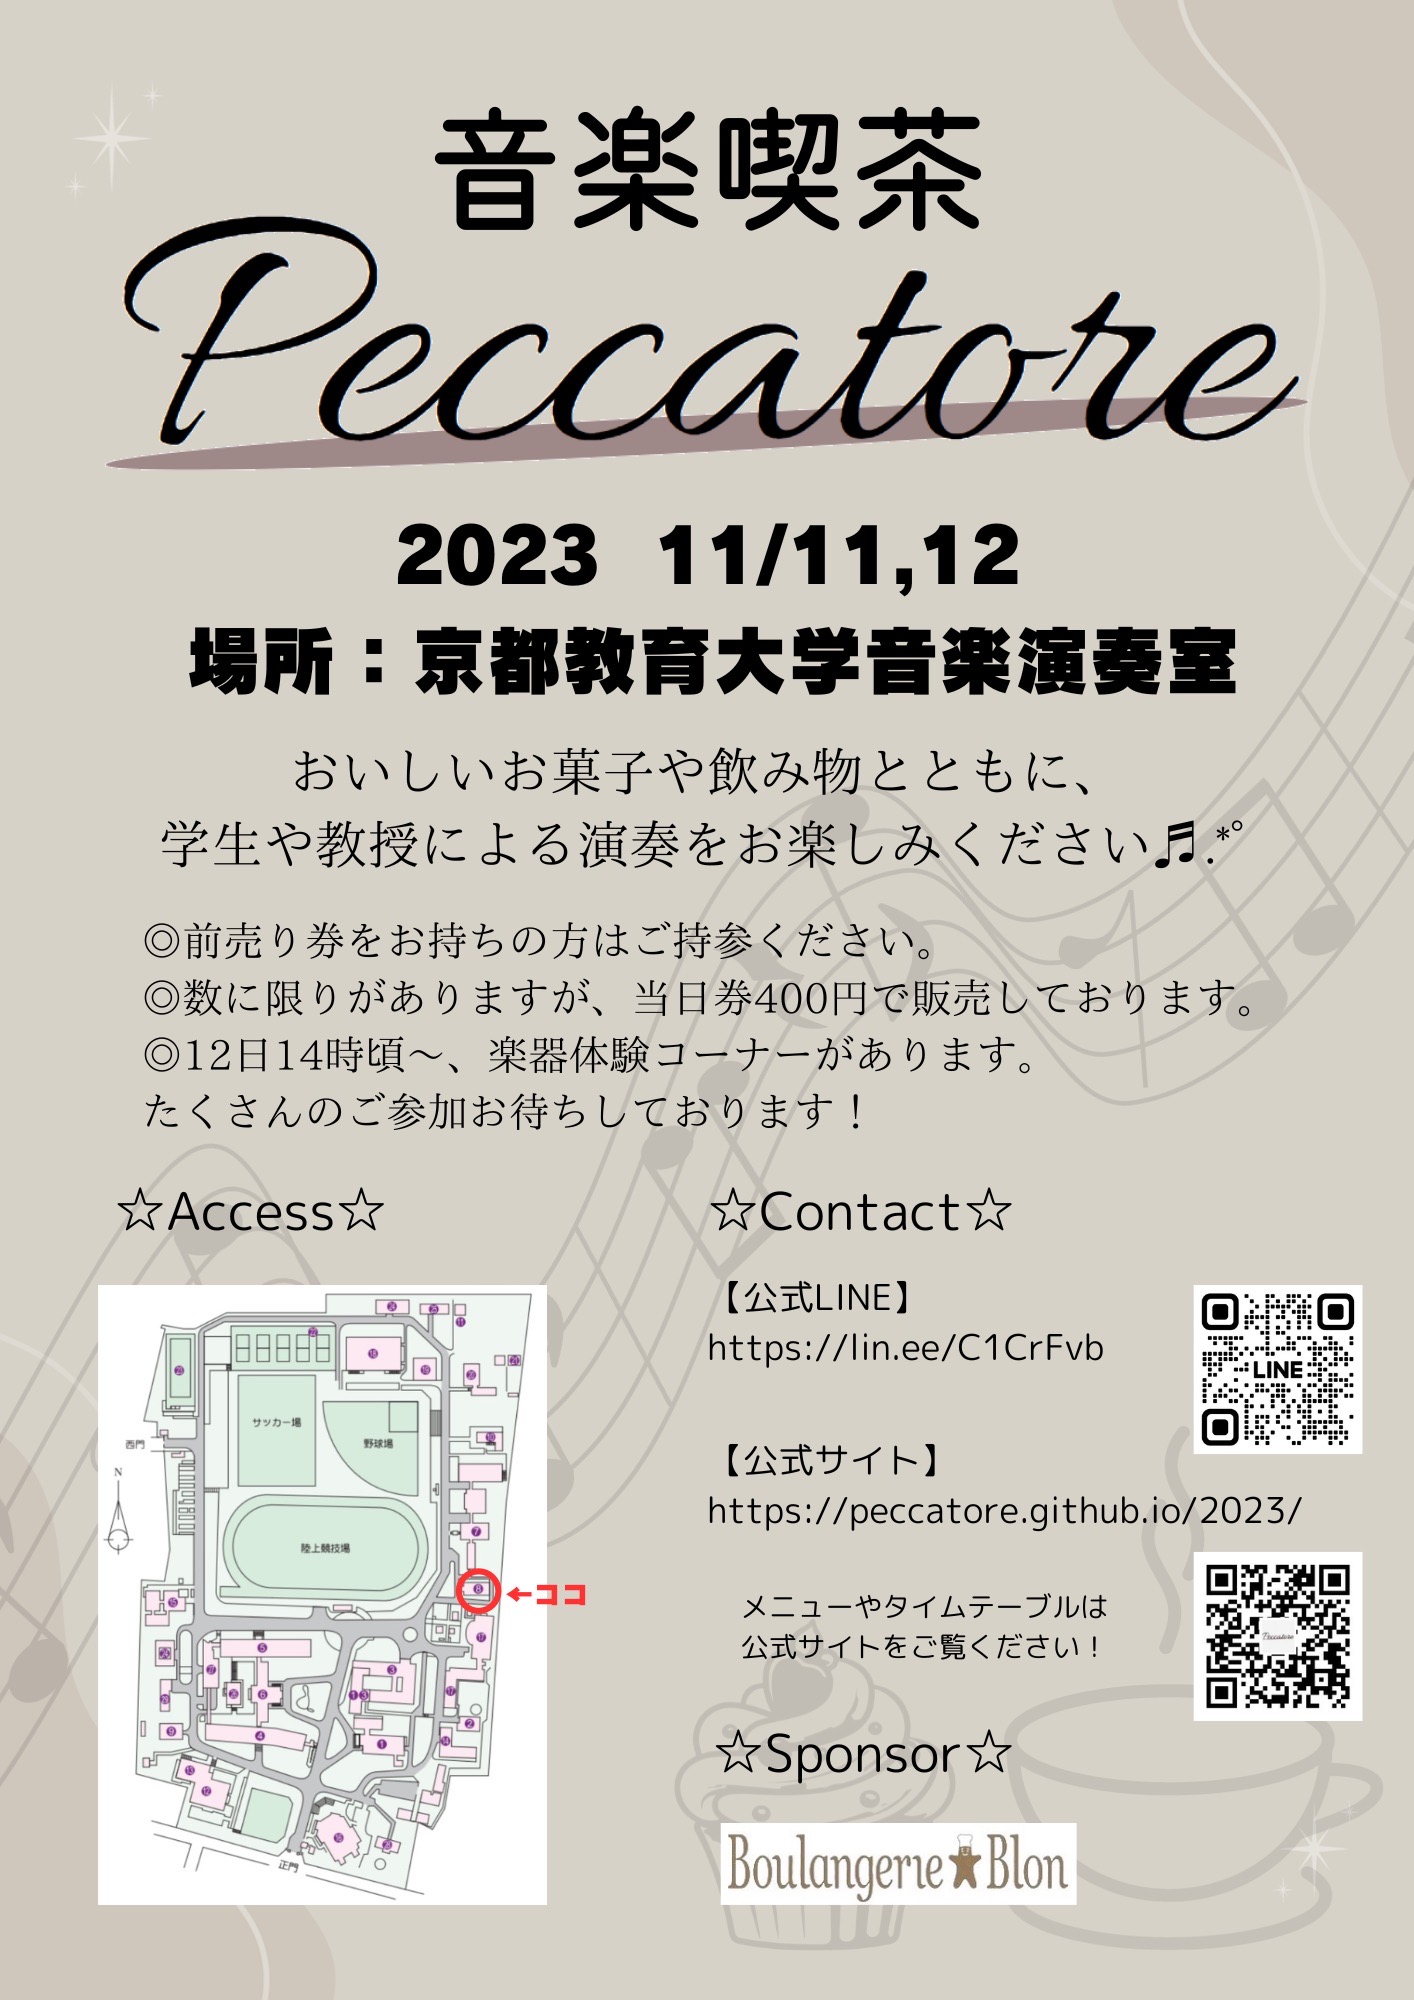 音楽喫茶
Peccatore
2023 11/11,12
場所：京都教育大学音楽演奏室
おいしいお菓子や飲み物とともに、
学生や教授による演奏をお楽しみください♬.*ﾟ
◎前売り券をお持ちの方はご持参ください。
◎数に限りがありますが、当日券400円で販売しております。
◎12日14時頃〜、楽器体験コーナーがあります。
たくさんのご参加お待ちしております！
☆Access☆
サッカー場
野球場
西門
N
陸上競技場
←ココ
正門
☆Contact☆
【公式LINE】
https://lin.ee/C1CrFvb
LINE
【公式サイト】
https://peccatore.github.io/2023/
メニューやタイムテーブルは
公式サイトをご覧ください！
Peccatore
☆Sponsor☆
Boulangerie Blon